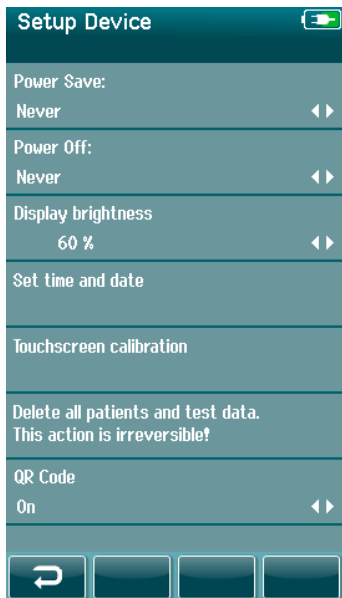 Setup Device
Power Save:
Never
Power Off:
Never
Display brightness
60 %
Set time and date
Touchscreen calibration
Delete all patients and test data.
This action is irreversible!
QR Code
On